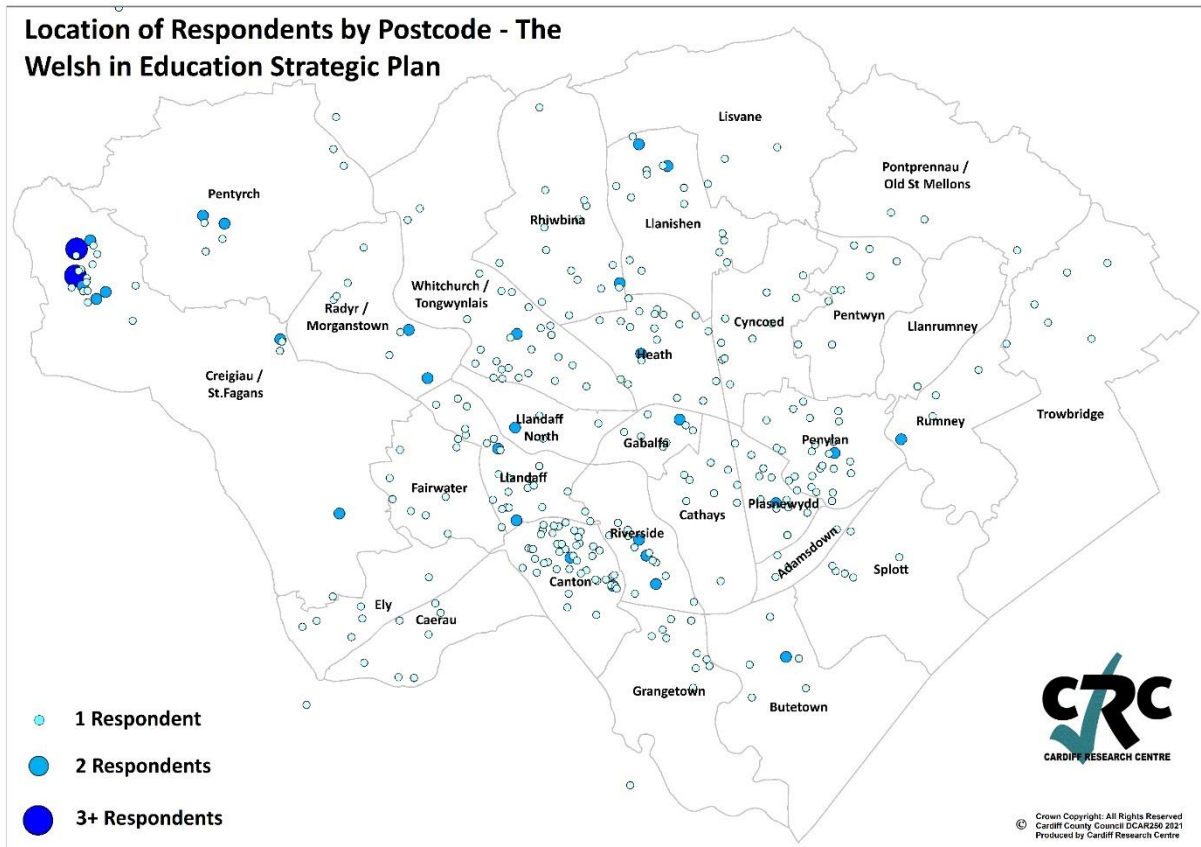 Location of Respondents by Postcode - The
Welsh in Education Strategic Plan
Lisvane
Pontprennau /
Old St Mellons
Pentyrch
Rhiwbina
Llanishen
Whitchurch /
Tongwynlais
Radyr /
Morganstown
Cyncoed
Pentwyn
Llanrumney
Heath
Creigiau /
St.Fagans
Llandaff
North
Gabalfa
Penylan
Rumney
Trowbridge
Fairwater
Llandaff
Cathays
Plasnewydd
Riverside
Adamsdown
Splott
Canton
Ely
Caerau
Grangetown
Butetown
1 Respondent
2 Respondents
3+ Respondents
CRC
CARDIFF RESEARCH CENTRE
© Crown Copyright: All Rights Reserved
Cardiff County Council DCAR250 2021
Produced by Cardiff Research Centre